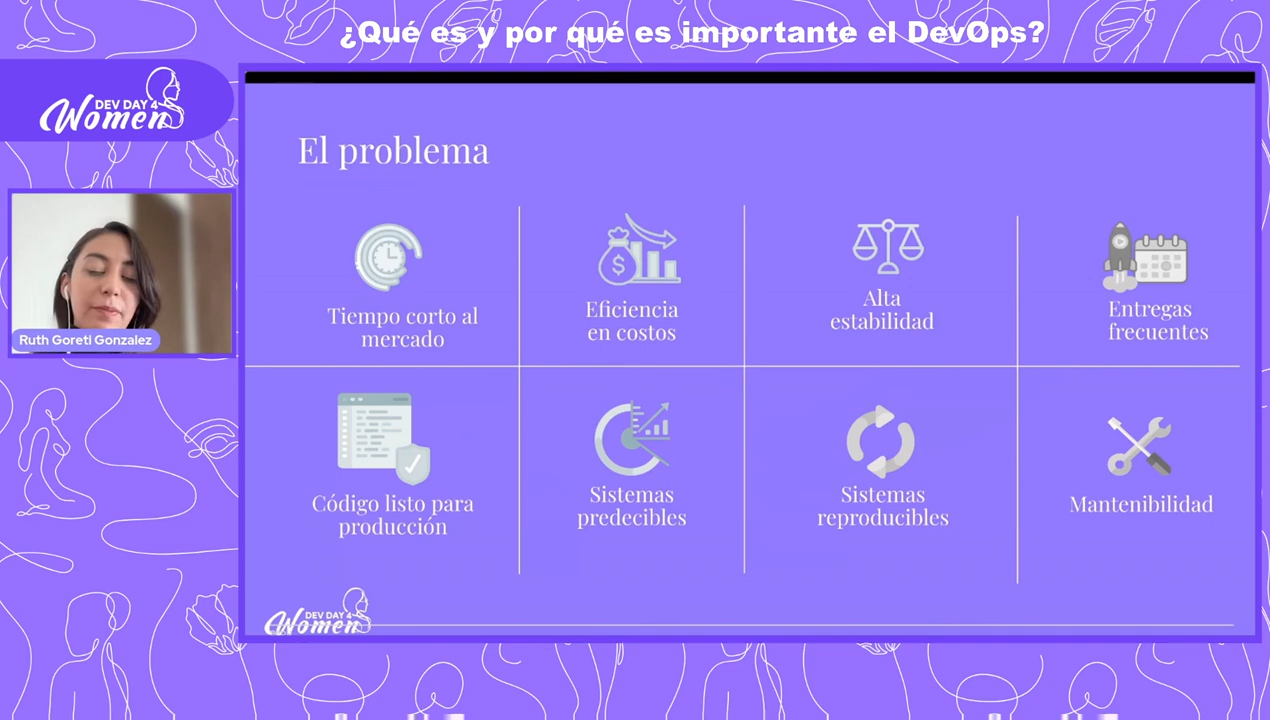 ¿Qué es y por qué es importante el DevOps?
DEV DAY 4
Women
Ruth Goreti Gonzalez
El problema
Tiempo corto al
mercado
Eficiencia
en costos
Alta
estabilidad
Entregas
frecuentes
Código listo para
producción
Sistemas
predecibles
Sistemas
reproducibles
Mantenibilidad
DEV DAY 4
Women